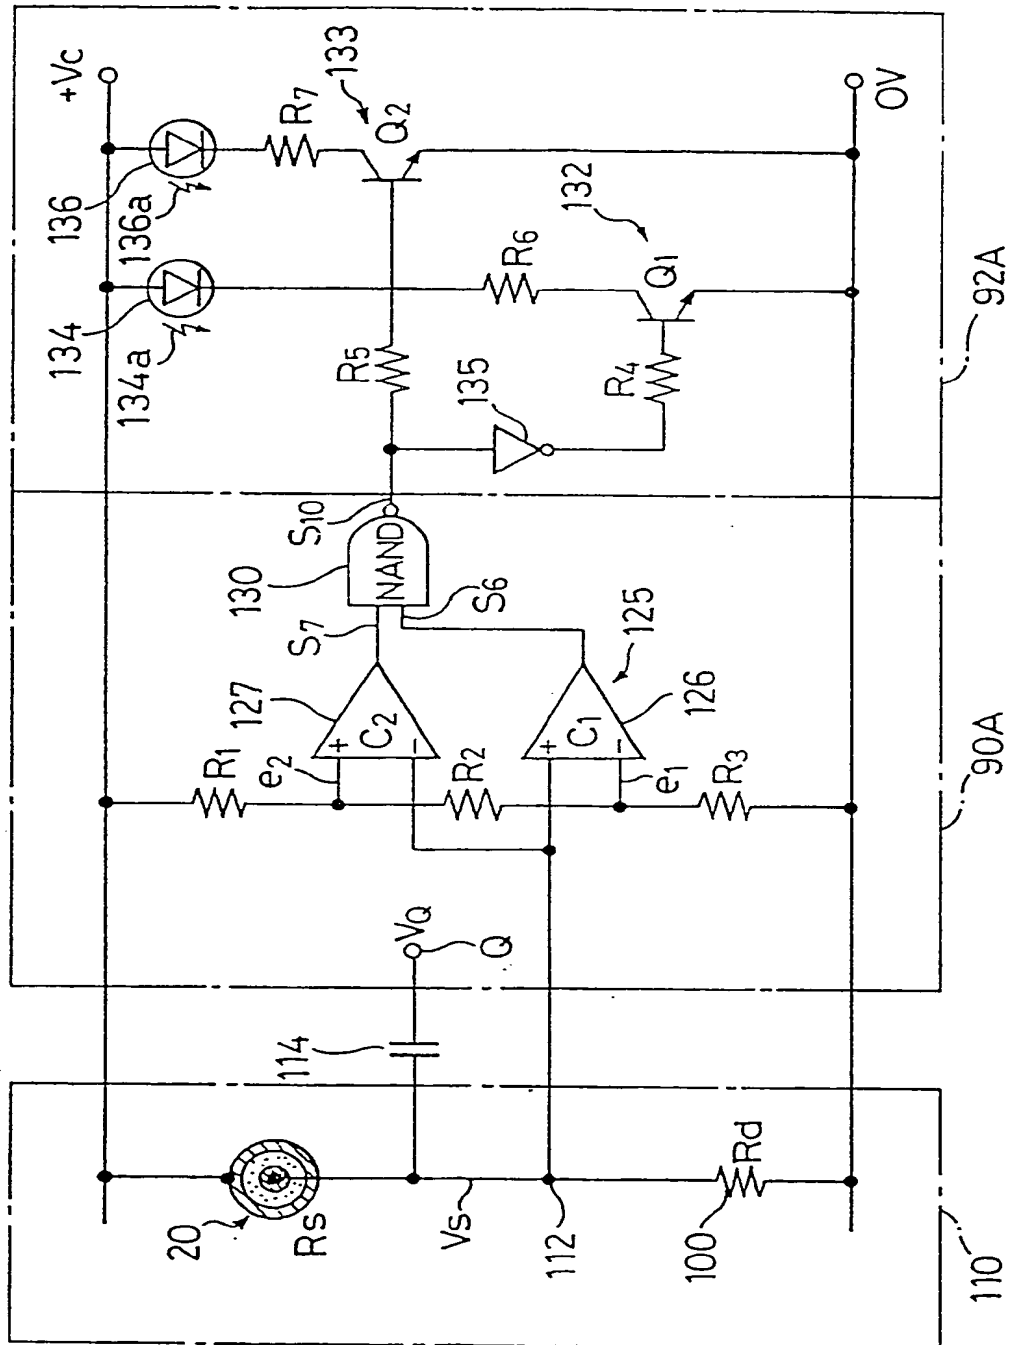 +Vc
136
136a
R7
133
Q2
134
134a
R6
132
Q1
0V
R5
135
R4
92A
S10
130
NAND
S7
S6
127
C2
+
-
125
126
C1
+
-
R1
e2
R2
e1
R3
90A
VQ
Q
114
20
Rs
Vs
112
100
Rd
110